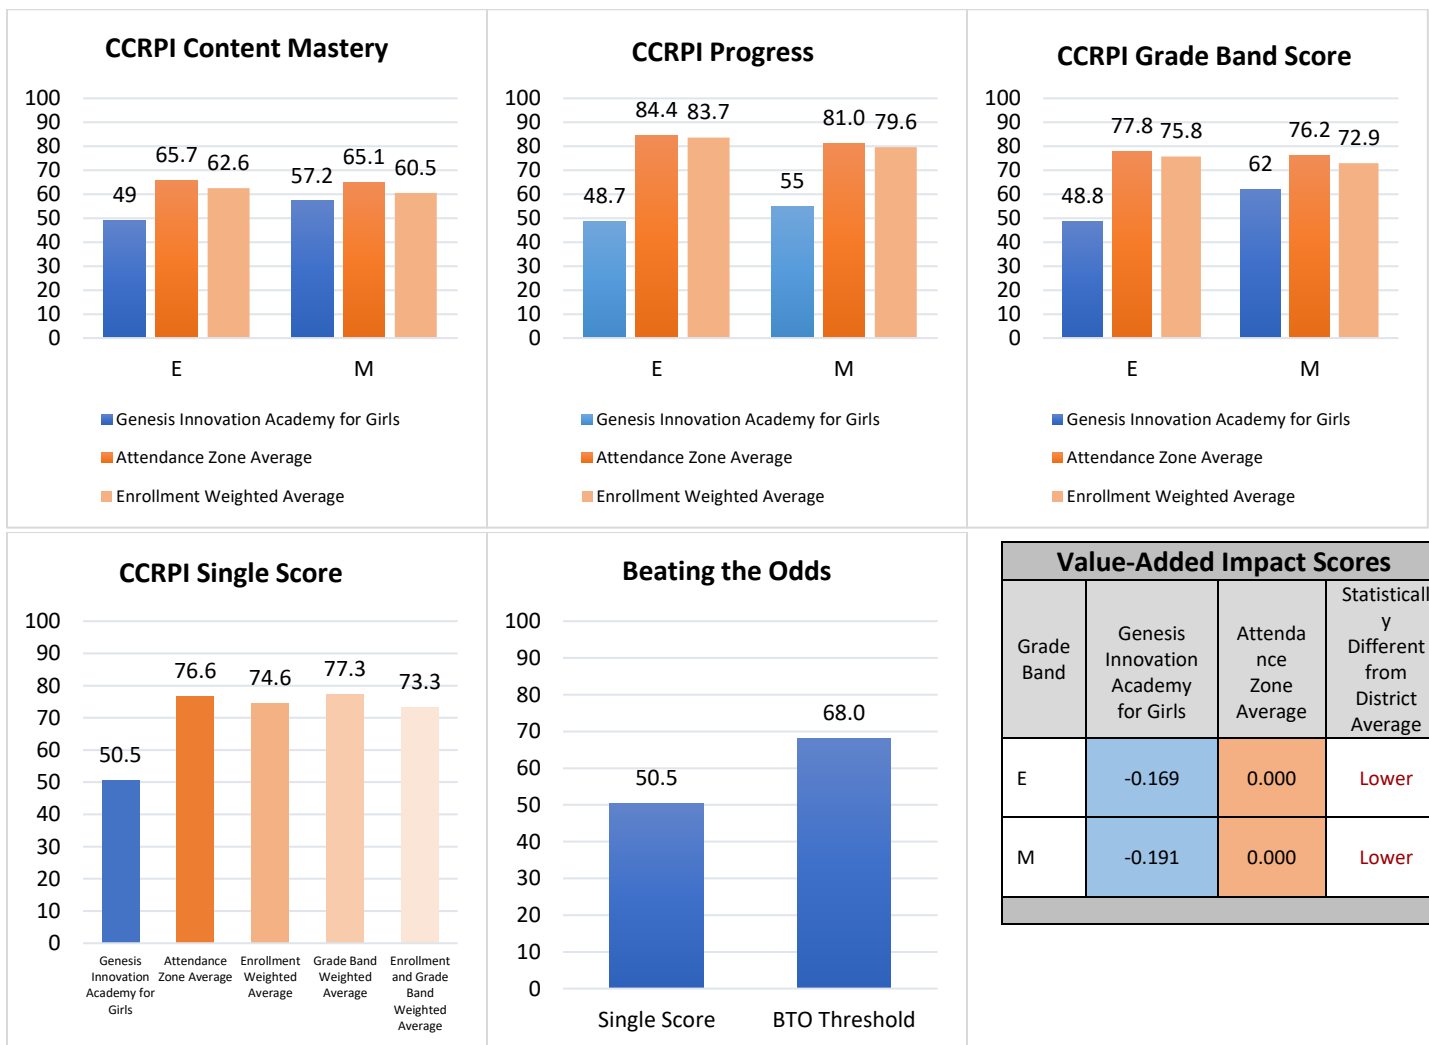 CCRPI Content Mastery
100
90
80
70
60
50
40
30
20
10
0
49
65.7
62.6
57.2
65.1
60.5
E
M
Genesis Innovation Academy for Girls
Attendance Zone Average
Enrollment Weighted Average
CCRPI Progress
100
90
80
70
60
50
40
30
20
10
0
48.7
84.4
83.7
55
81.0
79.6
E
M
Genesis Innovation Academy for Girls
Attendance Zone Average
Enrollment Weighted Average
CCRPI Grade Band Score
100
90
80
70
60
50
40
30
20
10
0
48.8
77.8
75.8
62
76.2
72.9
E
M
Genesis Innovation Academy for Girls
Attendance Zone Average
Enrollment Weighted Average
CCRPI Single Score
100
90
80
70
60
50
40
30
20
10
0
50.5
76.6
74.6
77.3
73.3
Genesis
Innovation
Academy for
Girls
Attendance
Zone Average
Enrollment
Weighted
Average
Grade Band
Weighted
Average
Enrollment
and Grade
Band
Weighted
Average
Beating the Odds
100
90
80
70
60
50
40
30
20
10
0
50.5
68.0
Single Score
BTO Threshold
Value-Added Impact Scores
Grade
Band
Genesis
Innovation
Academy
for Girls
Attenda
nce
Zone
Average
Statisticall
y
Different
from
District
Average
E
-0.169
0.000
Lower
M
-0.191
0.000
Lower